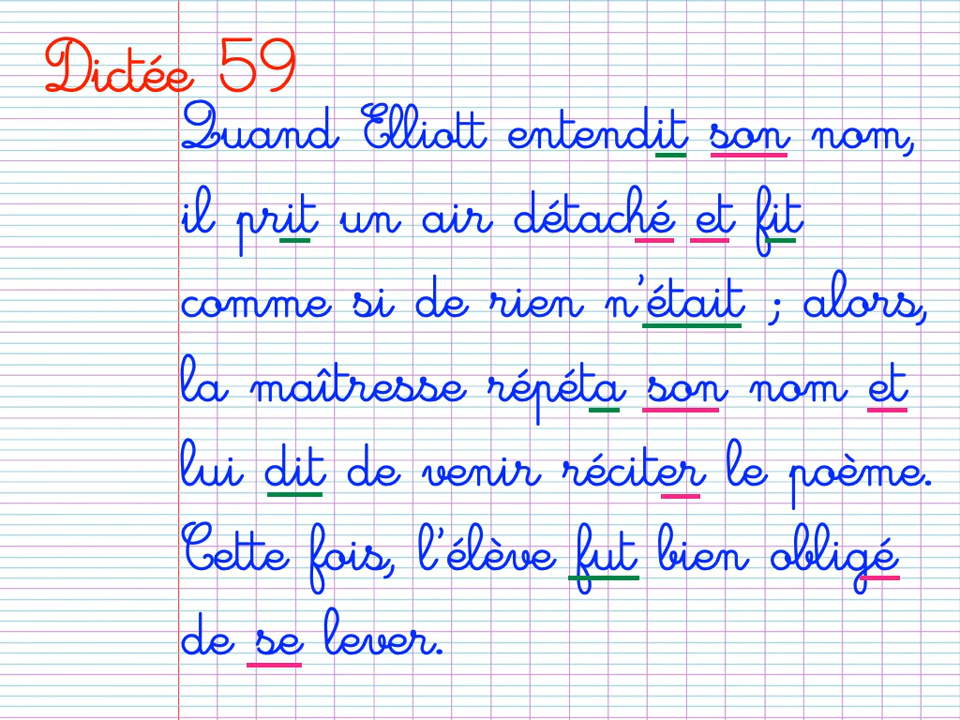 Dictée 59
Quand Elliott entendit son nom,
il prit un air détaché et fit
comme si de rien n'était ; alors,
la maîtresse répéta son nom et
lui dit de venir réciter le poème.
Cette fois, l'élève fut bien obligé
de se lever.